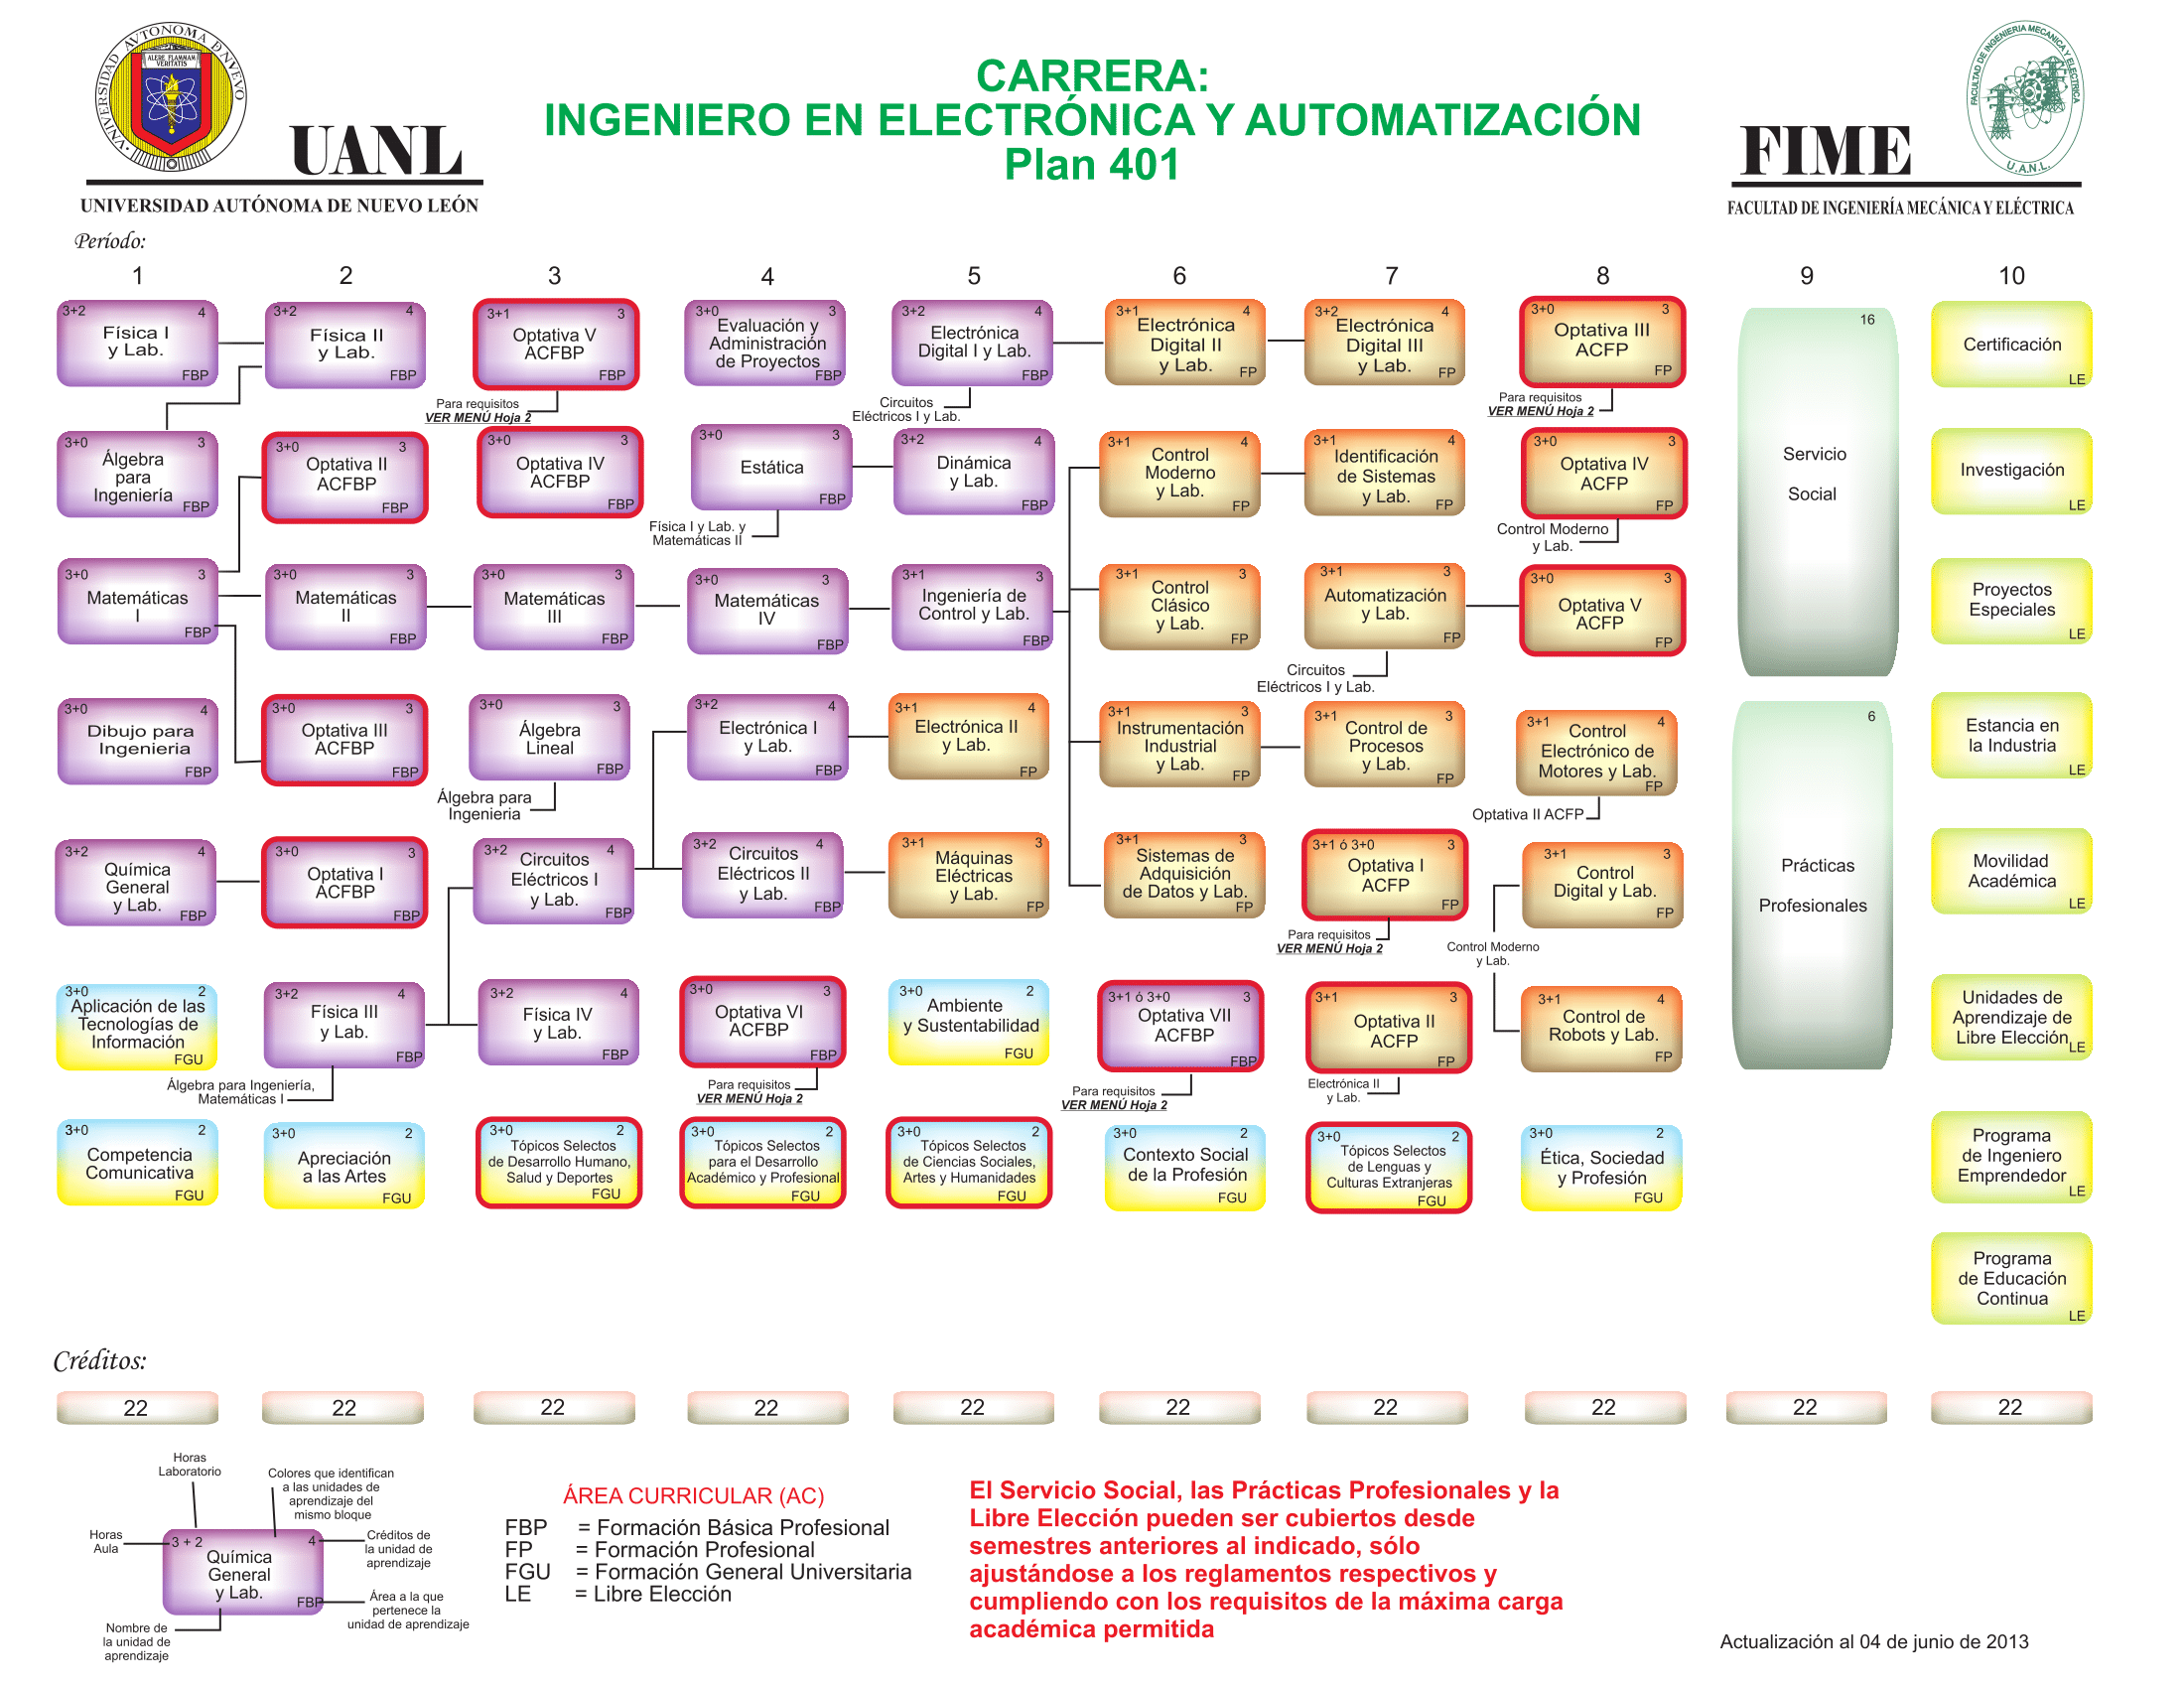 UNIVERSIDAD AUTONOMA D NVEVO
ALERE FLAMMAM
VERITATIS
UANL
UNIVERSIDAD AUTÓNOMA DE NUEVO LEÓN
CARRERA:
INGENIERO EN ELECTRÓNICA Y AUTOMATIZACIÓN
Plan 401
FACULTAD DE INGENIERIA MECANICA Y ELECTRICA
U.A.N.L.
FIME
FACULTAD DE INGENIERÍA MECÁNICA Y ELÉCTRICA
Período:
1
2
3
4
5
6
7
8
9
10
3+2 4
Física I
y Lab.
FBP
3+2 4
Física II
y Lab.
FBP
3+1 3
Optativa V
ACFBP
FBP
Para requisitos
VER MENÚ Hoja 2
3+0 3
Evaluación y
Administración
de Proyectos
FBP
3+2 4
Electrónica
Digital I y Lab.
FBP
Circuitos
Eléctricos I y Lab.
3+1 4
Electrónica
Digital II
y Lab.
FP
3+2 4
Electrónica
Digital III
y Lab.
FP
3+0 3
Optativa III
ACFP
FP
Para requisitos
VER MENÚ Hoja 2
16
Servicio
Social
Certificación
LE
3+0 3
Álgebra
para
Ingeniería
FBP
3+0 3
Optativa II
ACFBP
FBP
3+0 3
Optativa IV
ACFBP
FBP
3+0 3
Estática
FBP
Física I y Lab. y
Matemáticas II
3+2 4
Dinámica
y Lab.
FBP
3+1 4
Control
Moderno
y Lab.
FP
3+1 4
Identificación
de Sistemas
y Lab.
FP
3+0 3
Optativa IV
ACFP
FP
Control Moderno
y Lab.
Investigación
LE
3+0 3
Matemáticas
I
FBP
3+0 3
Matemáticas
II
FBP
3+0 3
Matemáticas
III
FBP
3+0 3
Matemáticas
IV
FBP
3+1 3
Ingeniería de
Control y Lab.
FBP
3+1 3
Control
Clásico
y Lab.
FP
3+1 3
Automatización
y Lab.
FP
Circuitos
Eléctricos I y Lab.
3+0 3
Optativa V
ACFP
FP
Proyectos
Especiales
LE
3+0 4
Dibujo para
Ingenieria
FBP
3+0 3
Optativa III
ACFBP
FBP
3+0 3
Álgebra
Lineal
FBP
Álgebra para
Ingenieria
3+2 4
Electrónica I
y Lab.
FBP
3+1 4
Electrónica II
y Lab.
FP
3+1 3
Instrumentación
Industrial
y Lab.
FP
3+1 3
Control de
Procesos
y Lab.
FP
3+1 4
Control
Electrónico de
Motores y Lab.
FP
Optativa II ACFP
6
Prácticas
Profesionales
Estancia en
la Industria
LE
3+2 4
Química
General
y Lab.
FBP
3+0 3
Optativa I
ACFBP
FBP
3+2 4
Circuitos
Eléctricos I
y Lab.
FBP
3+2 4
Circuitos
Eléctricos II
y Lab.
FBP
3+1 3
Máquinas
Eléctricas
y Lab.
FP
3+1 3
Sistemas de
Adquisición
de Datos y Lab.
FP
3+1 ó 3+0 3
Optativa I
ACFP
FP
Para requisitos
VER MENÚ Hoja 2
3+1 3
Control
Digital y Lab.
FP
Control Moderno
y Lab.
Movilidad
Académica
LE
3+0 2
Aplicación de las
Tecnologías de
Información
FGU
3+2 4
Física III
y Lab.
FBP
Álgebra para Ingeniería,
Matemáticas I
3+2 4
Física IV
y Lab.
FBP
3+0 3
Optativa VI
ACFBP
FBP
Para requisitos
VER MENÚ Hoja 2
3+0 2
Ambiente
y Sustentabilidad
FGU
3+1 ó 3+0 3
Optativa VII
ACFBP
FBP
Para requisitos
VER MENÚ Hoja 2
3+1 3
Optativa II
ACFP
FP
Electrónica II
y Lab.
3+1 4
Control de
Robots y Lab.
FP
Unidades de
Aprendizaje de
Libre Elección
LE
3+0 2
Competencia
Comunicativa
FGU
3+0 2
Apreciación
a las Artes
FGU
3+0 2
Tópicos Selectos
de Desarrollo Humano,
Salud y Deportes
FGU
3+0 2
Tópicos Selectos
para el Desarrollo
Académico y Profesional
FGU
3+0 2
Tópicos Selectos
de Ciencias Sociales,
Artes y Humanidades
FGU
3+0 2
Contexto Social
de la Profesión
FGU
3+0 2
Tópicos Selectos
de Lenguas y
Culturas Extranjeras
FGU
3+0 2
Ética, Sociedad
y Profesión
FGU
Programa
de Ingeniero
Emprendedor
LE
Programa
de Educación
Continua
LE
Créditos:
22
22
22
22
22
22
22
22
22
22
Horas
Laboratorio
Colores que identifican
a las unidades de
aprendizaje del
mismo bloque
Horas
Aula
3 + 2 4
Química
General
y Lab.
FBP
Créditos de
la unidad de
aprendizaje
Área a la que
pertenece la
unidad de aprendizaje
Nombre de
la unidad de
aprendizaje
ÁREA CURRICULAR (AC)
FBP = Formación Básica Profesional
FP = Formación Profesional
FGU = Formación General Universitaria
LE = Libre Elección
El Servicio Social, las Prácticas Profesionales y la
Libre Elección pueden ser cubiertos desde
semestres anteriores al indicado, sólo
ajustándose a los reglamentos respectivos y
cumpliendo con los requisitos de la máxima carga
académica permitida
Actualización al 04 de junio de 2013